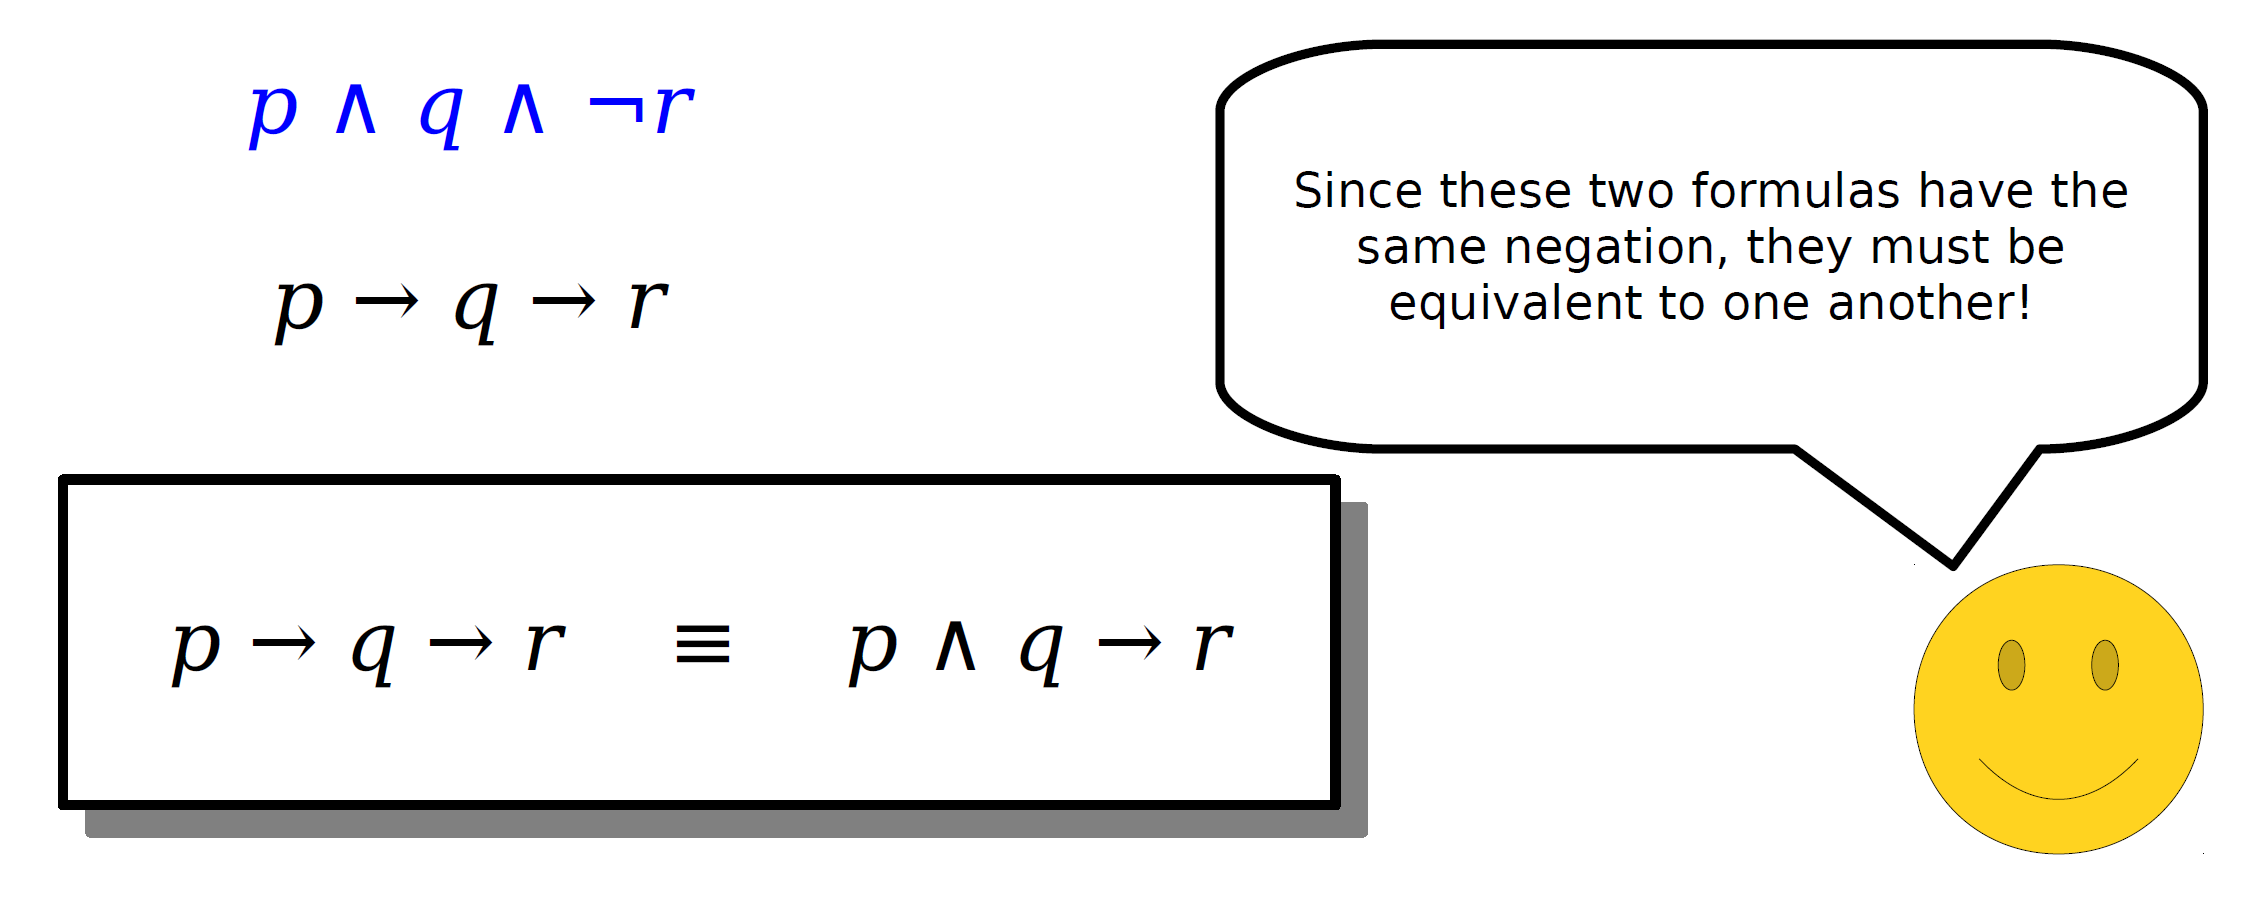 p ∧ q ∧ ¬r
p → q → r
Since these two formulas have the
same negation, they must be
equivalent to one another!
p → q → r ≡ p ∧ q → r